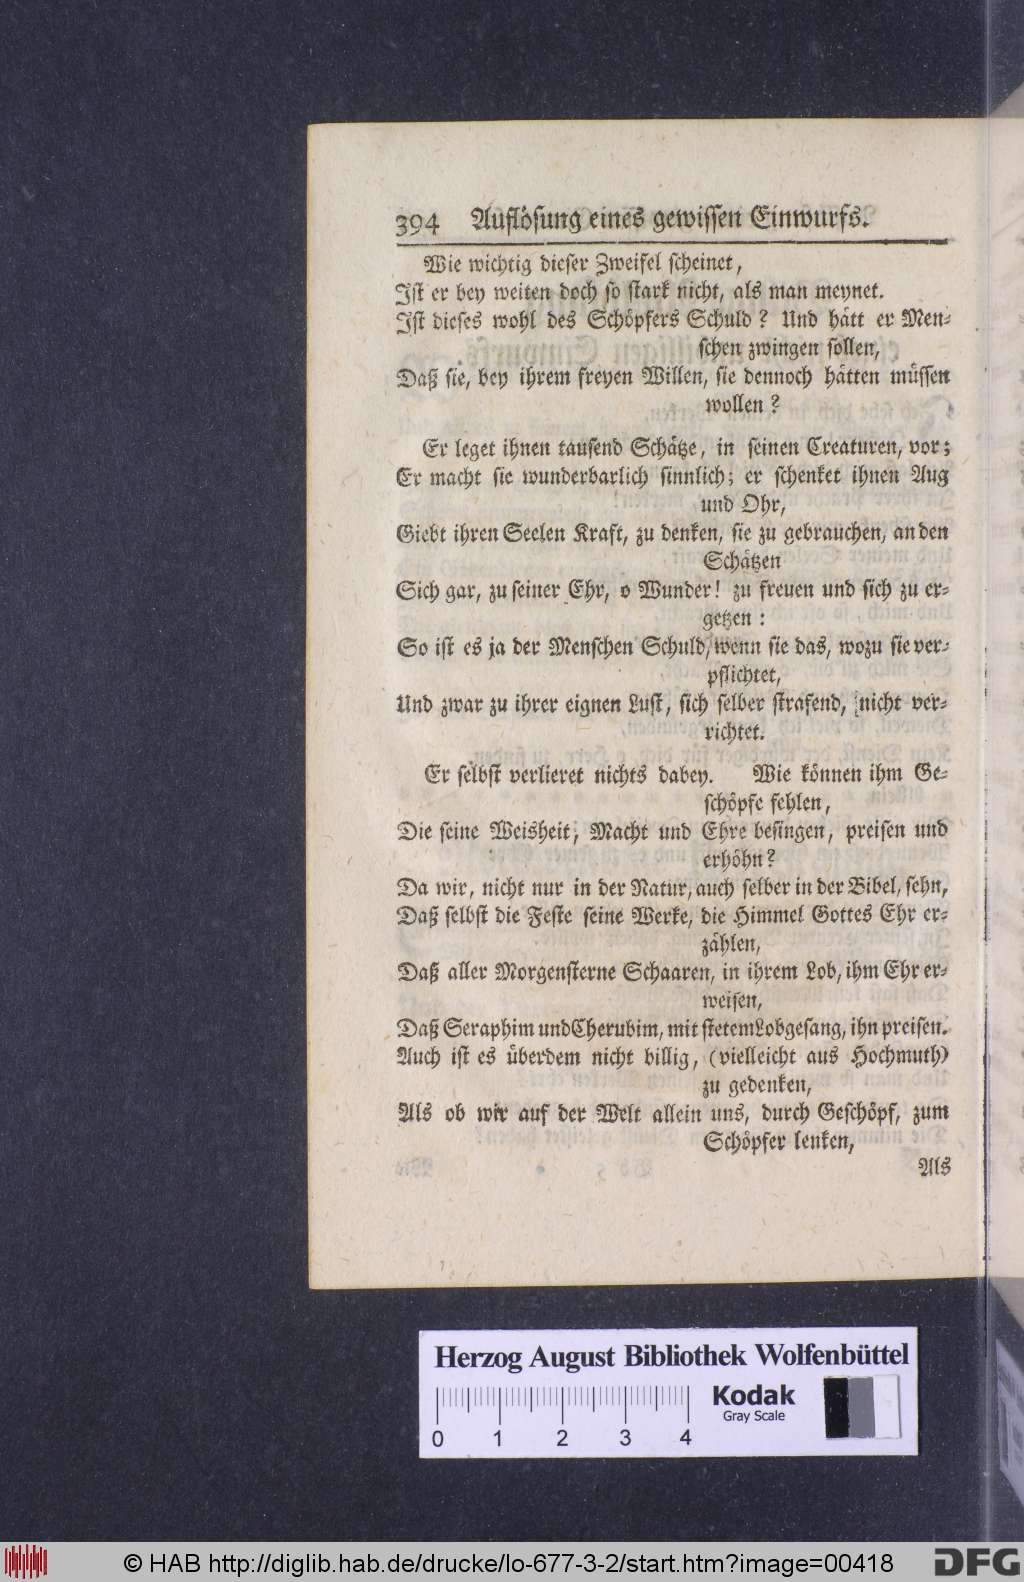 394 Auflösung eines gewissen Einwurfs.
Wie wichtig dieser Zweifel scheinet,
Ist er bey weiten doch so stark nicht, als man meynet.
Ist dieses wohl des Schöpfers Schuld? Und hätt er Men-
schen zwingen sollen,
Daß sie, bey ihrem freyen Willen, sie dennoch hätten müssen
wollen?
Er leget ihnen tausend Schätze, in seinen Creaturen, vor;
Er macht sie wunderbarlich sinnlich; er schenket ihnen Aug
und Ohr,
Giebt ihren Seelen Kraft, zu denken, sie zu gebrauchen, an den
Schätzen
Sich gar, zu seiner Ehr, o Wunder! zu freuen und sich zu er-
getzen:
So ist es ja der Menschen Schuld, wenn sie das, wozu sie ver-
pflichtet,
Und zwar zu ihrer eignen Lust, sich selber strafend, nicht ver-
richtet.
Er selbst verlieret nichts dabey. Wie können ihm Ge-
schöpfe fehlen,
Die seine Weisheit, Macht und Ehre besingen, preisen und
erhöhn?
Da wir, nicht nur in der Natur, auch selber in der Bibel, sehn,
Daß selbst die Feste seine Werke, die Himmel Gottes Ehr er-
zählen,
Daß aller Morgensterne Schaaren, in ihrem Lob, ihm Ehr er-
weisen,
Daß Seraphim und Cherubim, mit stetem Lobgesang, ihn preisen.
Auch ist es überdem nicht billig, (vielleicht aus Hochmuth)
zu gedenken,
Als ob wir auf der Welt allein uns, durch Geschöpf, zum
Schöpfer lenken,
Als
Herzog August Bibliothek Wolfenbüttel
Kodak
Gray Scale
0 1 2 3 4
© HAB http://diglib.hab.de/drucke/lo-677-3-2/start.htm?image=00418
DFG